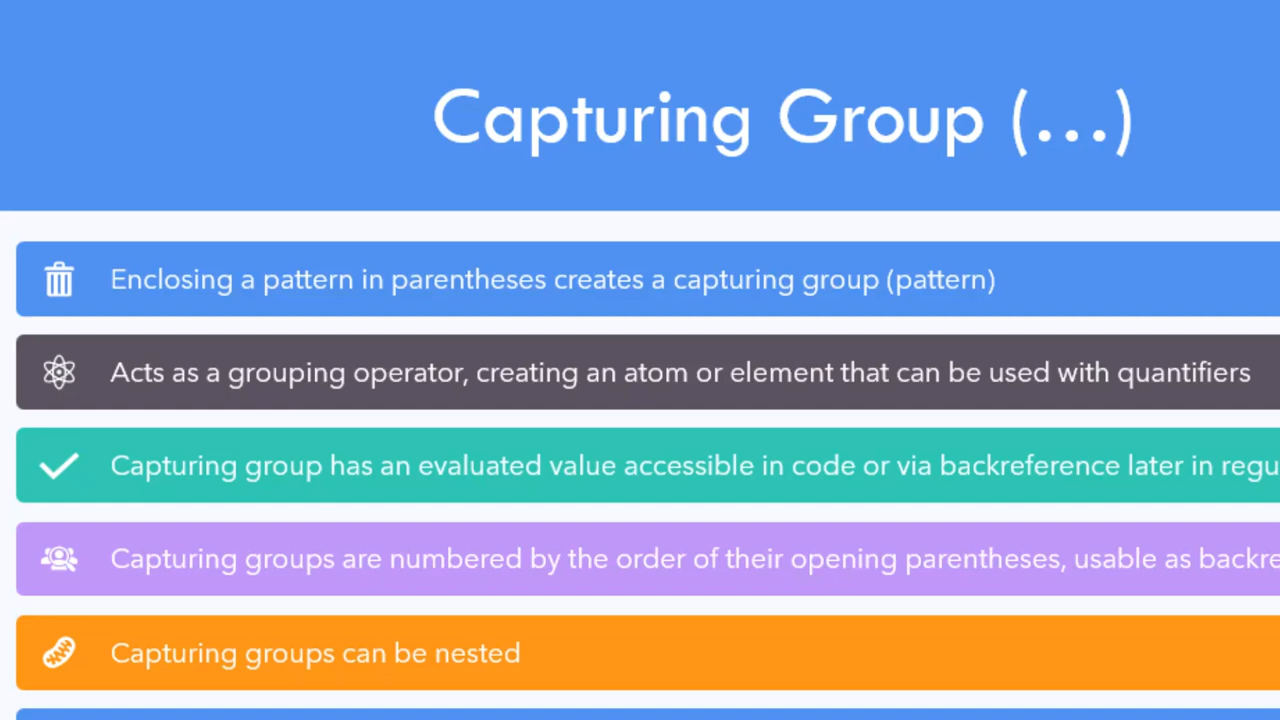 Capturing Group (...)
Enclosing a pattern in parentheses creates a capturing group (pattern)
Acts as a grouping operator, creating an atom or element that can be used with quantifiers
Capturing group has an evaluated value accessible in code or via backreference later in regu
Capturing groups are numbered by the order of their opening parentheses, usable as backre
Capturing groups can be nested